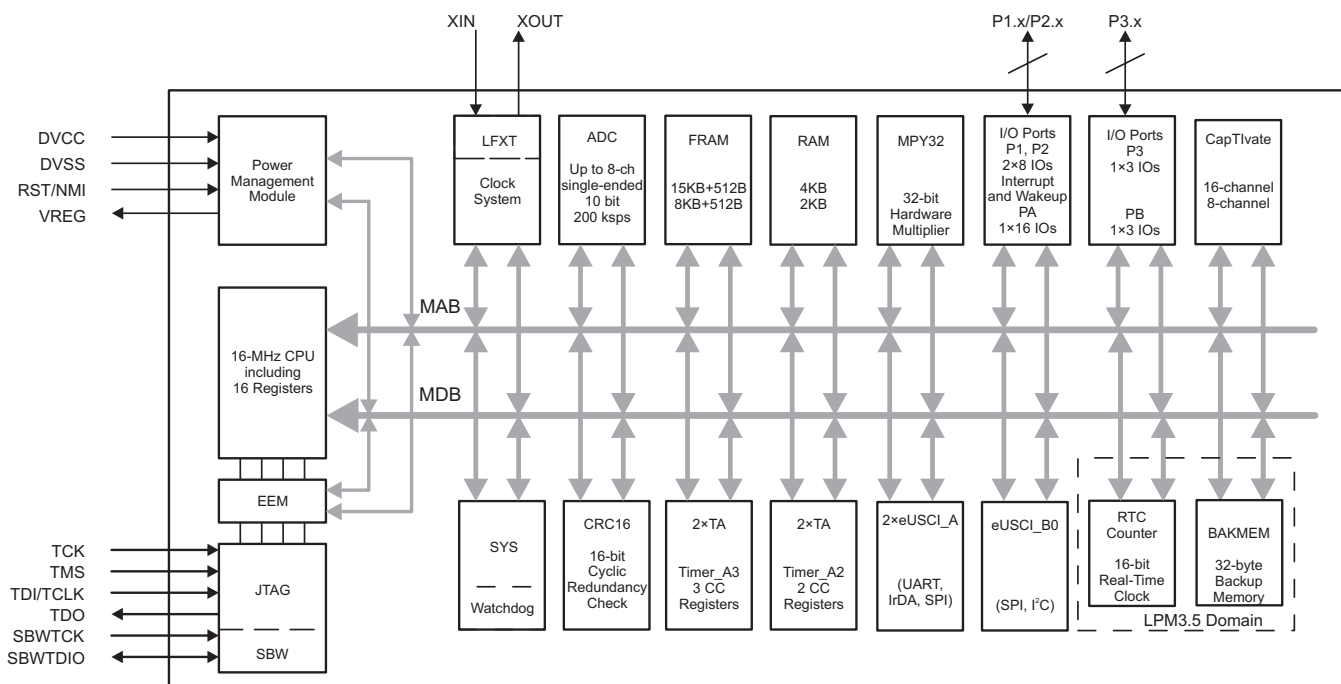 XIN
XOUT
P1.x/P2.x
P3.x
DVCC
DVSS
RST/NMI
VREG
Power
Management
Module
LFXT
Clock
System
ADC
Up to 8-ch
single-ended
10 bit
200 ksps
FRAM
15KB+512B
8KB+512B
RAM
4KB
2KB
MPY32
32-bit
Hardware
Multiplier
I/O Ports
P1, P2
2×8 IOs
Interrupt
and Wakeup
PA
1×16 IOs
I/O Ports
P3
1×3 IOs
PB
1×3 IOs
CapTIvate
16-channel
8-channel
MAB
16-MHz CPU
including
16 Registers
MDB
EEM
TCK
TMS
TDI/TCLK
TDO
SBWTCK
SBWTDIO
JTAG
SBW
SYS
Watchdog
CRC16
16-bit
Cyclic
Redundancy
Check
2×TA
Timer_A3
3 CC
Registers
2×TA
Timer_A2
2 CC
Registers
2×eUSCI_A
(UART,
IrDA, SPI)
eUSCI_B0
(SPI, I²C)
RTC
Counter
16-bit
Real-Time
Clock
BAKMEM
32-byte
Backup
Memory
LPM3.5 Domain